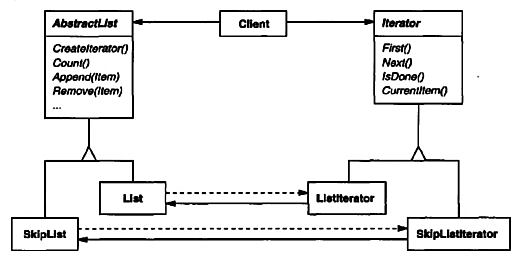 AbstractList
Client
Iterator
CreateIterator()
Count()
Append(Item)
Remove(Item)
...
First()
Next()
IsDone()
CurrentItem()
List
ListIterator
SkipList
SkipListIterator